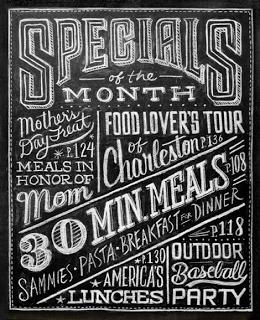 SPECIALS
of the
MONTH
Mother's
Day Treat
P.124
MEALS IN
HONOR OF
Mom
FOOD LOVER'S TOUR
of P.136
Charleston
30 MIN. MEALS P.108
SAMMIES · PASTA · BREAKFAST FOR DINNER
P.130
AMERICA'S
LUNCHES
P.118
OUTDOOR
Baseball
PARTY